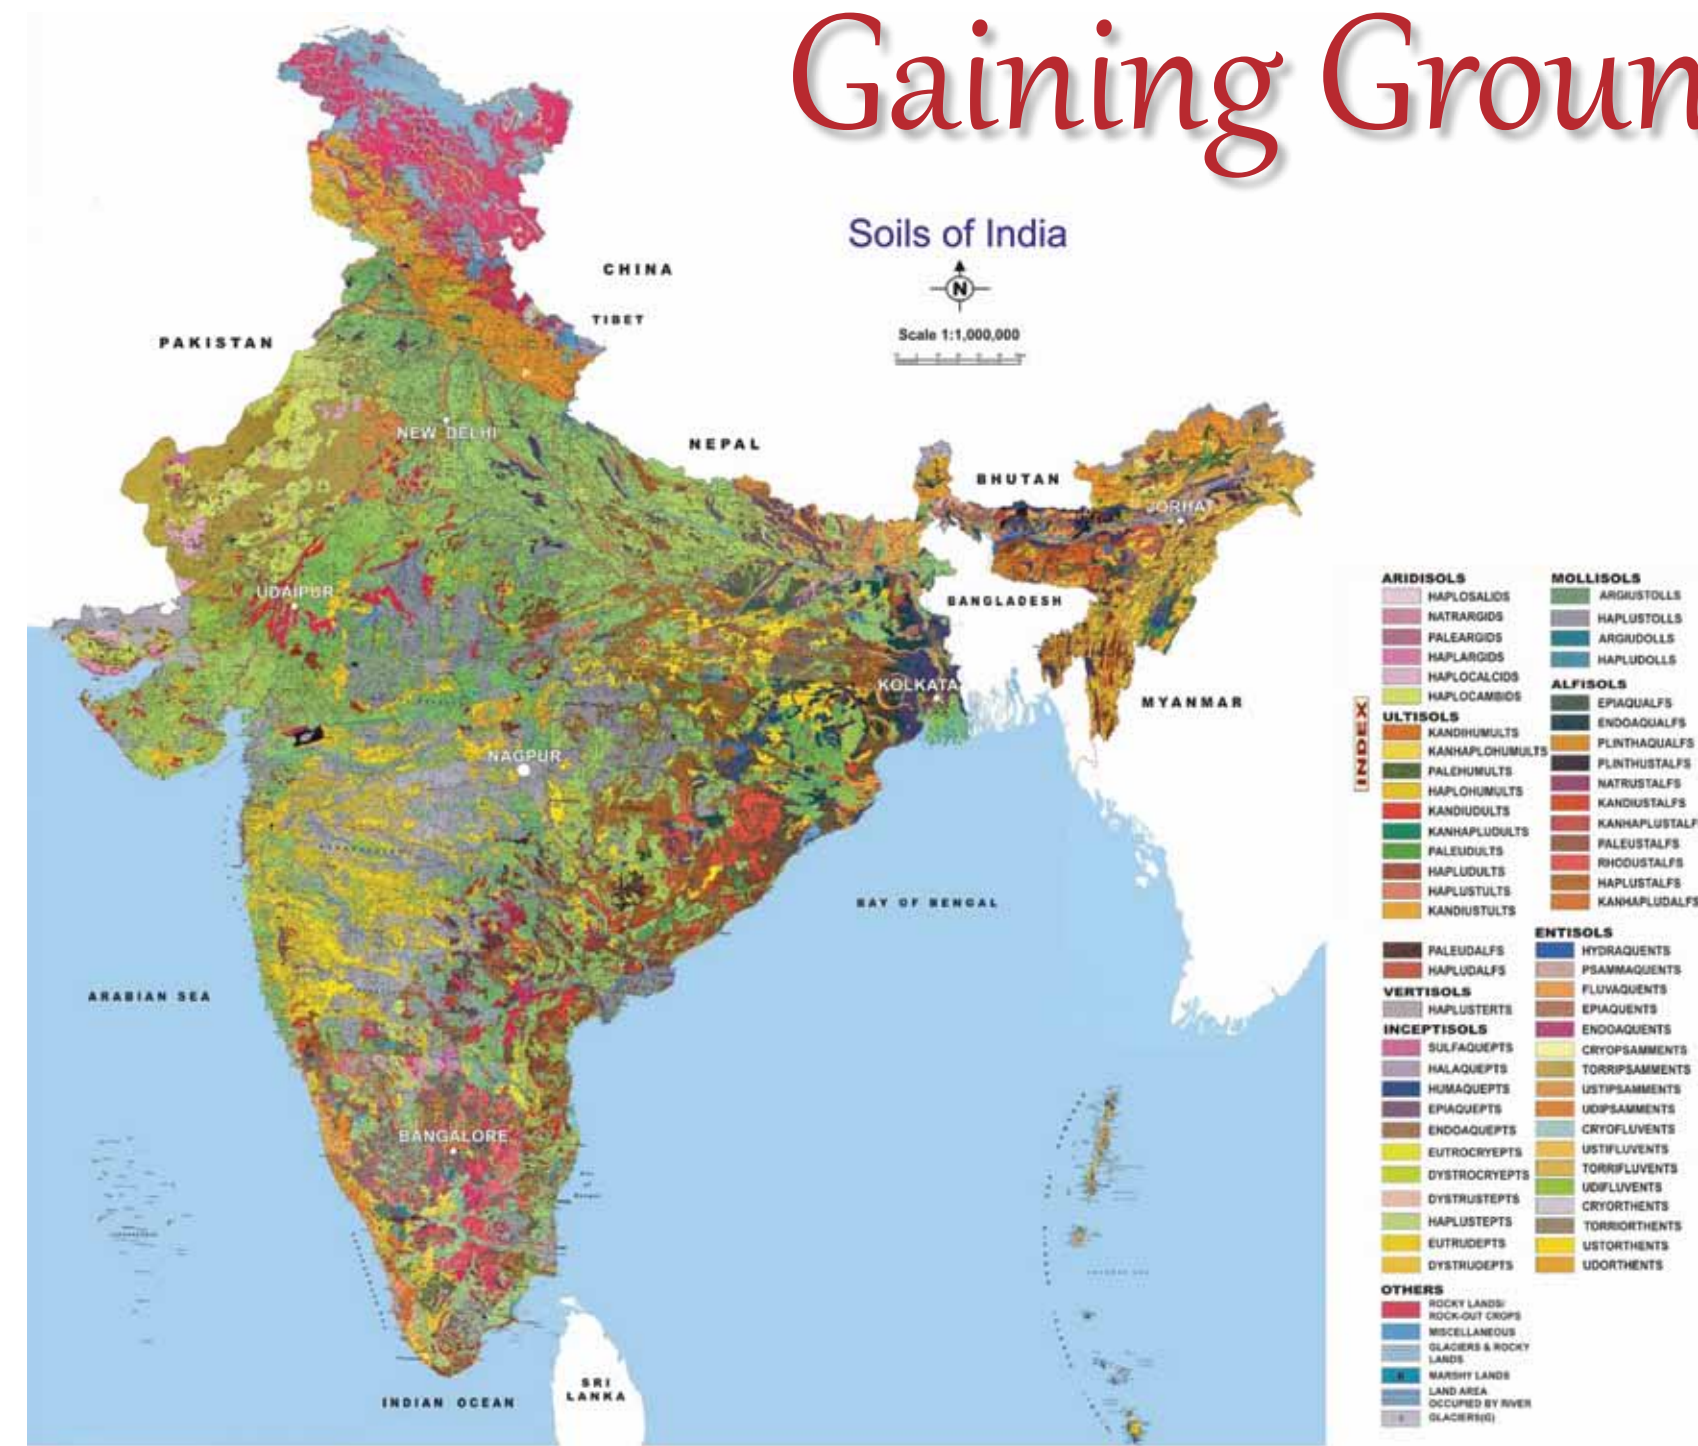 Gaining Groun
Soils of India
N
Scale 1:1,000,000
CHINA
TIBET
PAKISTAN
NEW DELHI
NEPAL
BHUTAN
JORHAT
UDAIPUR
BANGLADESH
KOLKATA
MYANMAR
NAGPUR
BAY OF BENGAL
ARABIAN SEA
BANGALORE
SRI
LANKA
INDIAN OCEAN
INDEX
ARIDISOLS
HAPLOSALIDS
NATRARGIDS
PALEARGIDS
HAPLARGIDS
HAPLOCALCIDS
HAPLOCAMBIDS
ULTISOLS
KANDIHUMULTS
KANHAPLOHUMULTS
PALEHUMULTS
HAPLOHUMULTS
KANDIUDULTS
KANHAPLUDULTS
PALEUDULTS
HAPLUDULTS
HAPLUSTULTS
KANDIUSTULTS
PALEUDALFS
HAPLUDALFS
VERTISOLS
HAPLUSTERTS
INCEPTISOLS
SULFAQUEPTS
HALAQUEPTS
HUMAQUEPTS
EPIAQUEPTS
ENDOAQUEPTS
EUTROCRYEPTS
DYSTROCRYEPTS
DYSTRUSTEPTS
HAPLUSTEPTS
EUTRUDEPTS
DYSTRUDEPTS
OTHERS
ROCKY LANDS/
ROCK-OUT CROPS
MISCELLANEOUS
GLACIERS & ROCKY
LANDS
MARSHY LANDS
LAND AREA
OCCUPIED BY RIVER
GLACIERS(G)
MOLLISOLS
ARGIUSTOLLS
HAPLUSTOLLS
ARGIUDOLLS
HAPLUDOLLS
ALFISOLS
EPIAQUALFS
ENDOAQUALFS
PLINTHAQUALFS
PLINTHUSTALFS
NATRUSTALFS
KANDIUSTALFS
KANHAPLUSTALF
PALEUSTALFS
RHODUSTALFS
HAPLUSTALFS
KANHAPLUDALFS
ENTISOLS
HYDRAQUENTS
PSAMMAQUENTS
FLUVAQUENTS
EPIAQUENTS
ENDOAQUENTS
CRYOPSAMMENTS
TORRIPSAMMENTS
USTIPSAMMENTS
UDIPSAMMENTS
CRYOFLUVENTS
USTIFLUVENTS
TORRIFLUVENTS
UDIFLUVENTS
CRYORTHENTS
TORRIORTHENTS
USTORTHENTS
UDORTHENTS